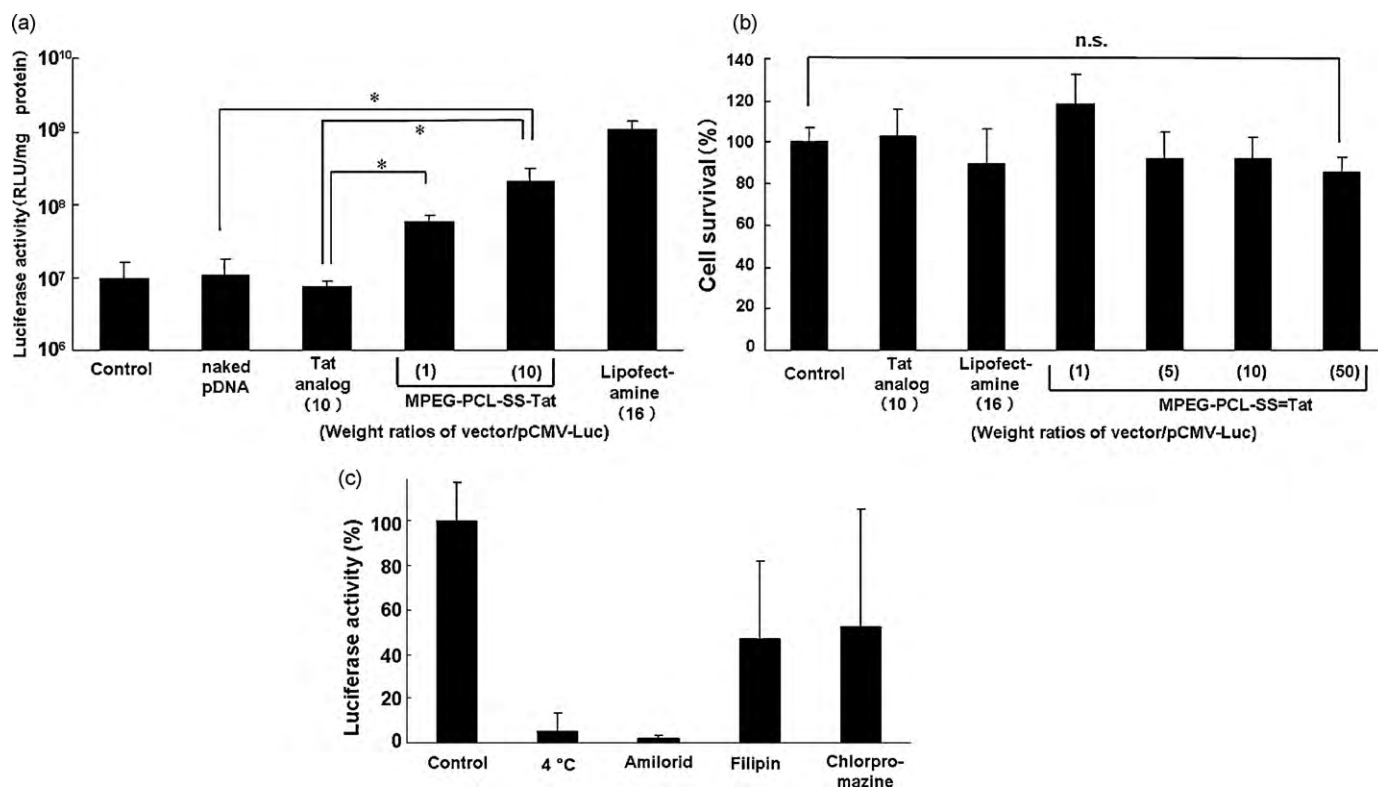 (a)
Luciferase activity(RLU/mg protein)
10¹⁰
10⁹
10⁸
10⁷
10⁶
*
*
*
Control
naked
pDNA
Tat
analog
(10)
(1)
(10)
MPEG-PCL-SS-Tat
Lipofect-
amine
(16)
(Weight ratios of vector/pCMV-Luc)
(b)
Cell survival(%)
n.s.
140
120
100
80
60
40
20
0
Control
Tat
analog
(10)
Lipofect-
amine
(16)
(1)
(5)
(10)
(50)
MPEG-PCL-SS=Tat
(Weight ratios of vector/pCMV-Luc)
(c)
Luciferase activity (%)
100
80
60
40
20
0
Control
4 °C
Amilorid
Filipin
Chlorpro-
mazine